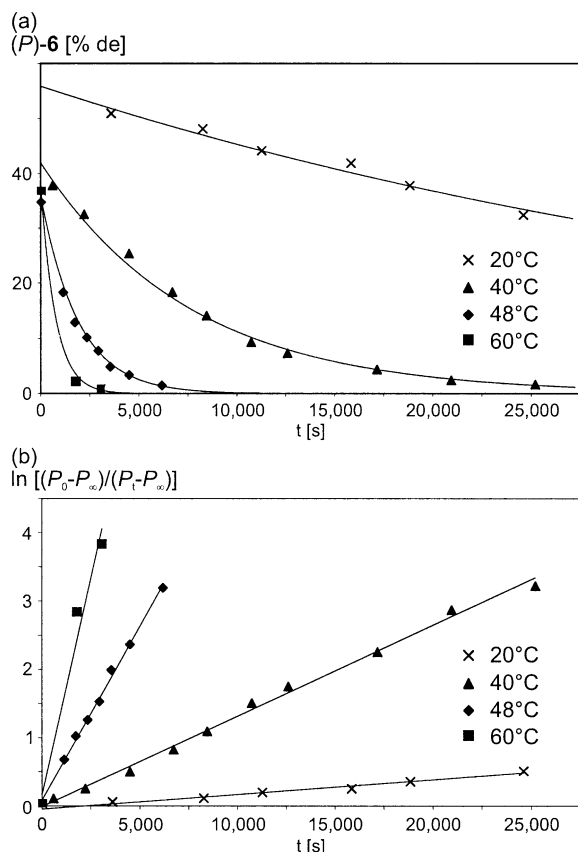 (a)
(P)-6 [% de]
40
20
0
20°C
40°C
48°C
60°C
0
5,000
10,000
15,000
20,000
25,000
t [s]
(b)
ln [(P₀-P∞)/(Pₜ-P∞)]
4
3
2
1
0
20°C
40°C
48°C
60°C
0
5,000
10,000
15,000
20,000
25,000
t [s]